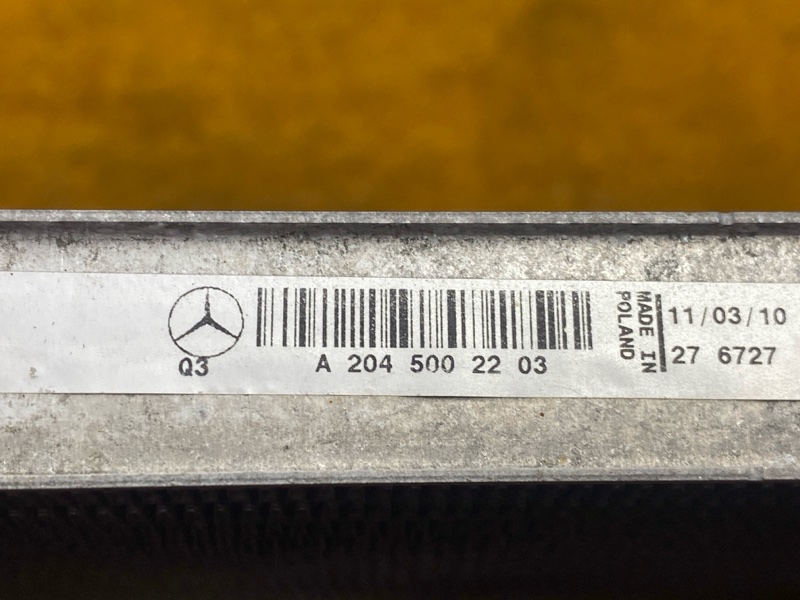 Q3
A 204 500 22 03
MADE IN
POLAND
11/03/10
27 6727